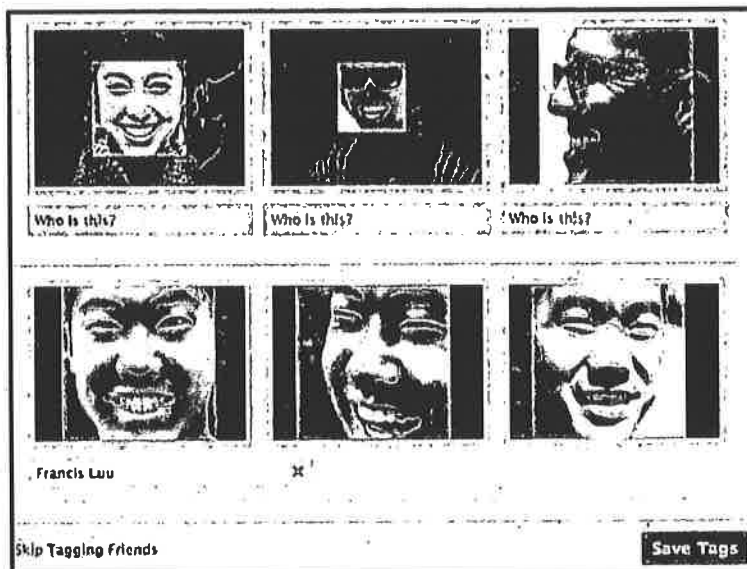 Who is this?
Who is this?
Who is this?
Francis Luu
Skip Tagging Friends
Save Tags